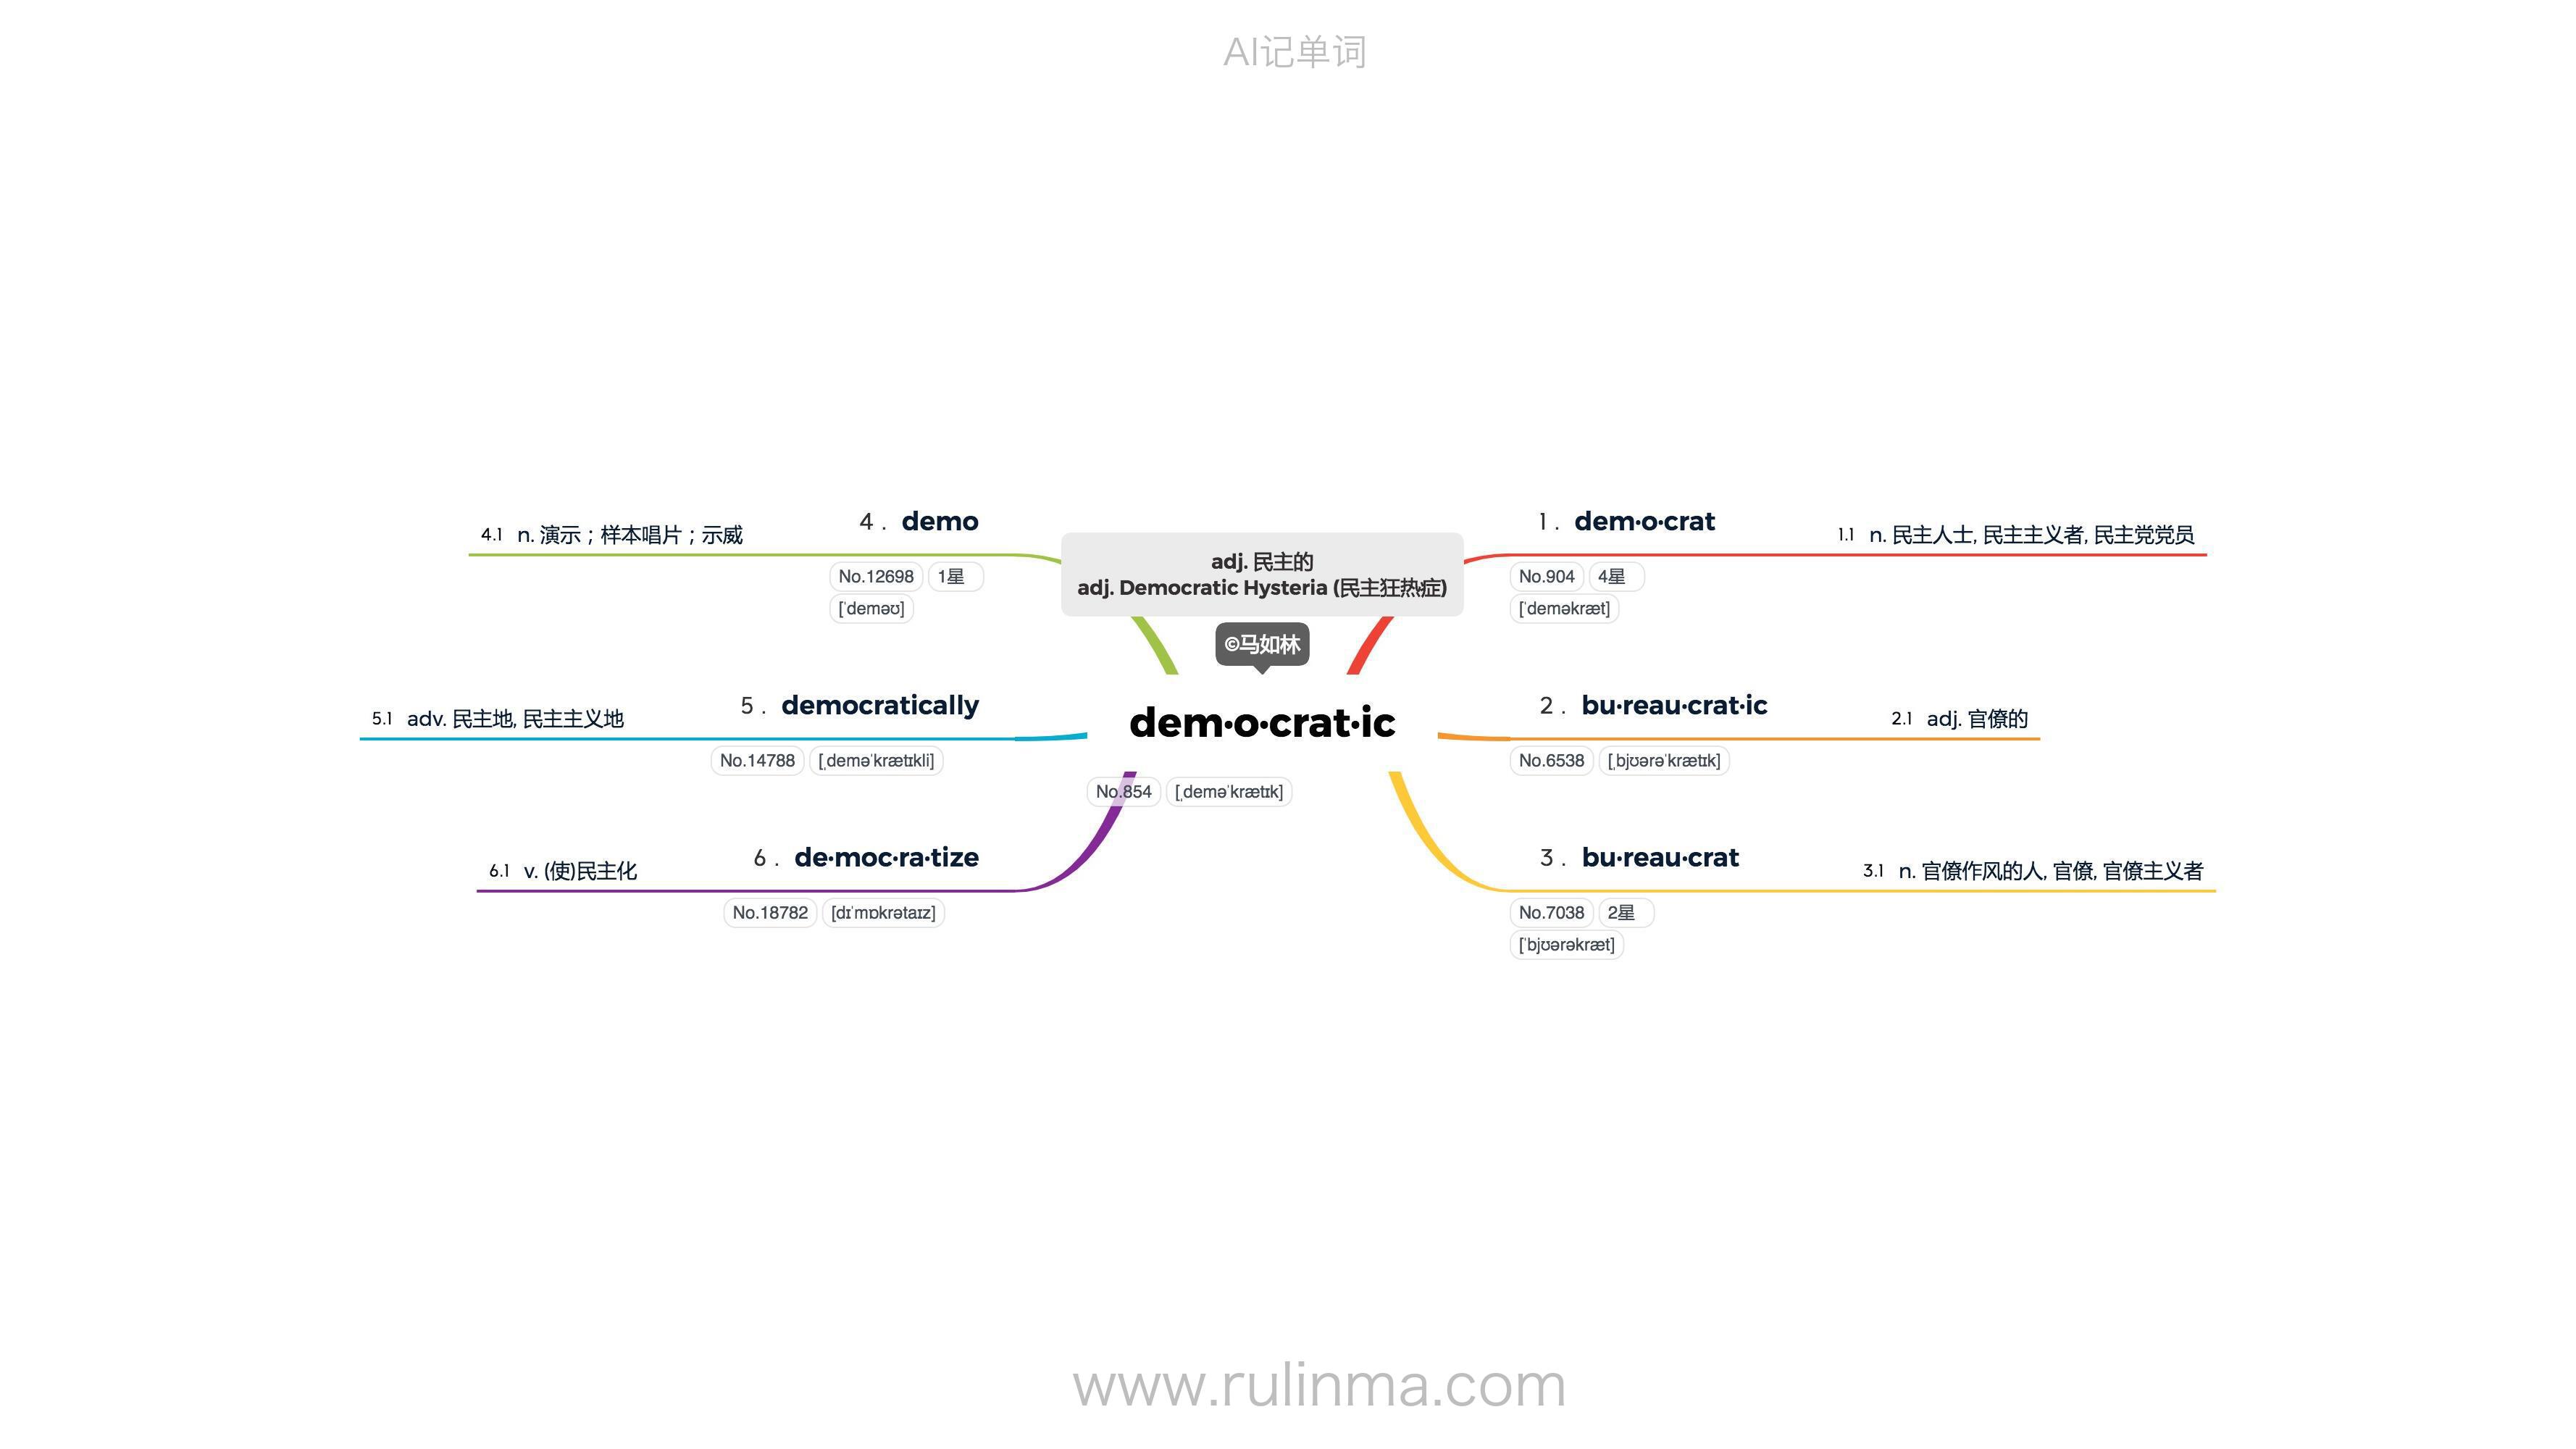 AI记单词
adj. 民主的
adj. Democratic Hysteria (民主狂热症)
©马如林
dem·o·crat·ic
No.854 [ˌdeməˈkrætɪk]
1 . dem·o·crat
No.904 4星
[ˈdeməkræt]
1.1 n. 民主人士, 民主主义者, 民主党党员
2 . bu·reau·crat·ic
No.6538 [ˌbjʊərəˈkrætɪk]
2.1 adj. 官僚的
3 . bu·reau·crat
No.7038 2星
[ˈbjʊərəkræt]
3.1 n. 官僚作风的人, 官僚, 官僚主义者
4 . demo
No.12698 1星
[ˈdeməʊ]
4.1 n. 演示；样本唱片；示威
5 . democratically
No.14788 [ˌdeməˈkrætɪkli]
5.1 adv. 民主地, 民主主义地
6 . de·moc·ra·tize
No.18782 [dɪˈmɒkrətaɪz]
6.1 v. (使)民主化
www.rulinma.com